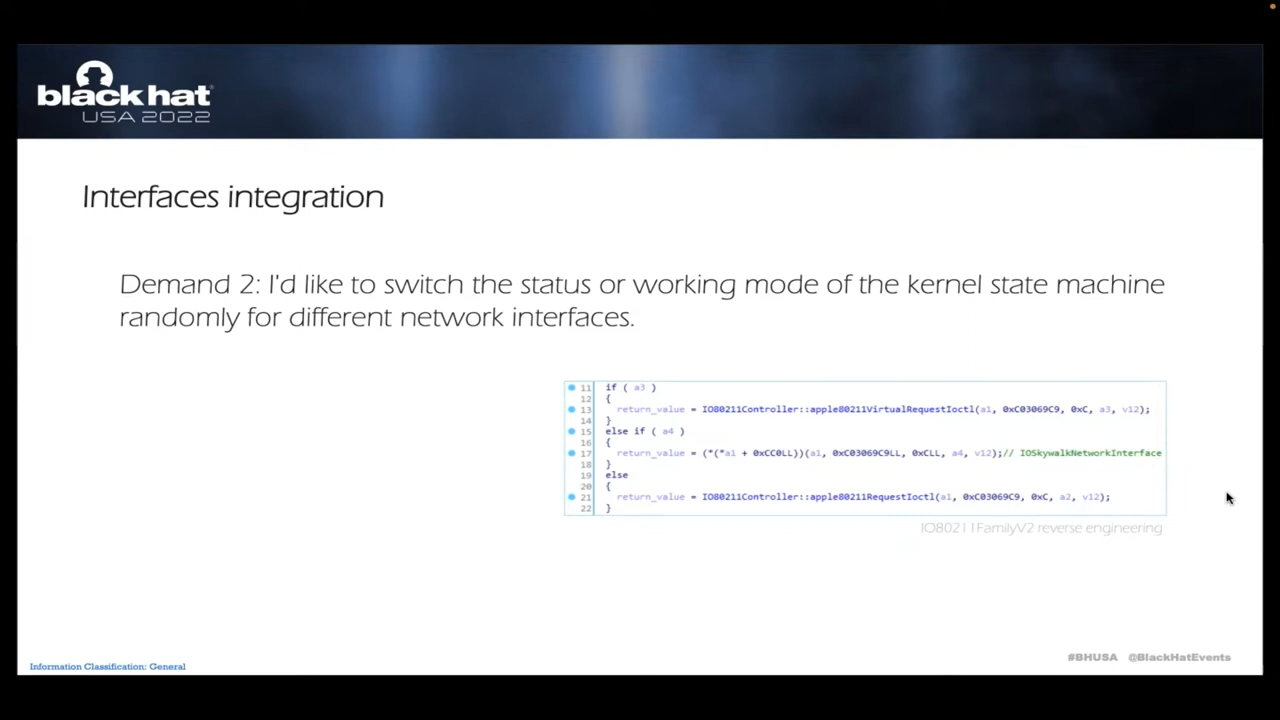 black hat
USA 2022
Interfaces integration
Demand 2: I'd like to switch the status or working mode of the kernel state machine
randomly for different network interfaces.
11 if ( a3 )
12 {
13 return_value = IO80211Controller::apple80211VirtualRequestIoctl(a1, 0xC03069C9, 0xC, a3, v12);
14 }
15 else if ( a4 )
16 {
17 return_value = (*(*a1 + 0xCC0LL))(a1, 0xC03069C9LL, 0xCLL, a4, v12);// IOSkywalkNetworkInterface
18 }
19 else
20 {
21 return_value = IO80211Controller::apple80211RequestIoctl(a1, 0xC03069C9, 0xC, a2, v12);
22 }
IO80211FamilyV2 reverse engineering
Information Classification: General
#BHUSA @BlackHatEvents